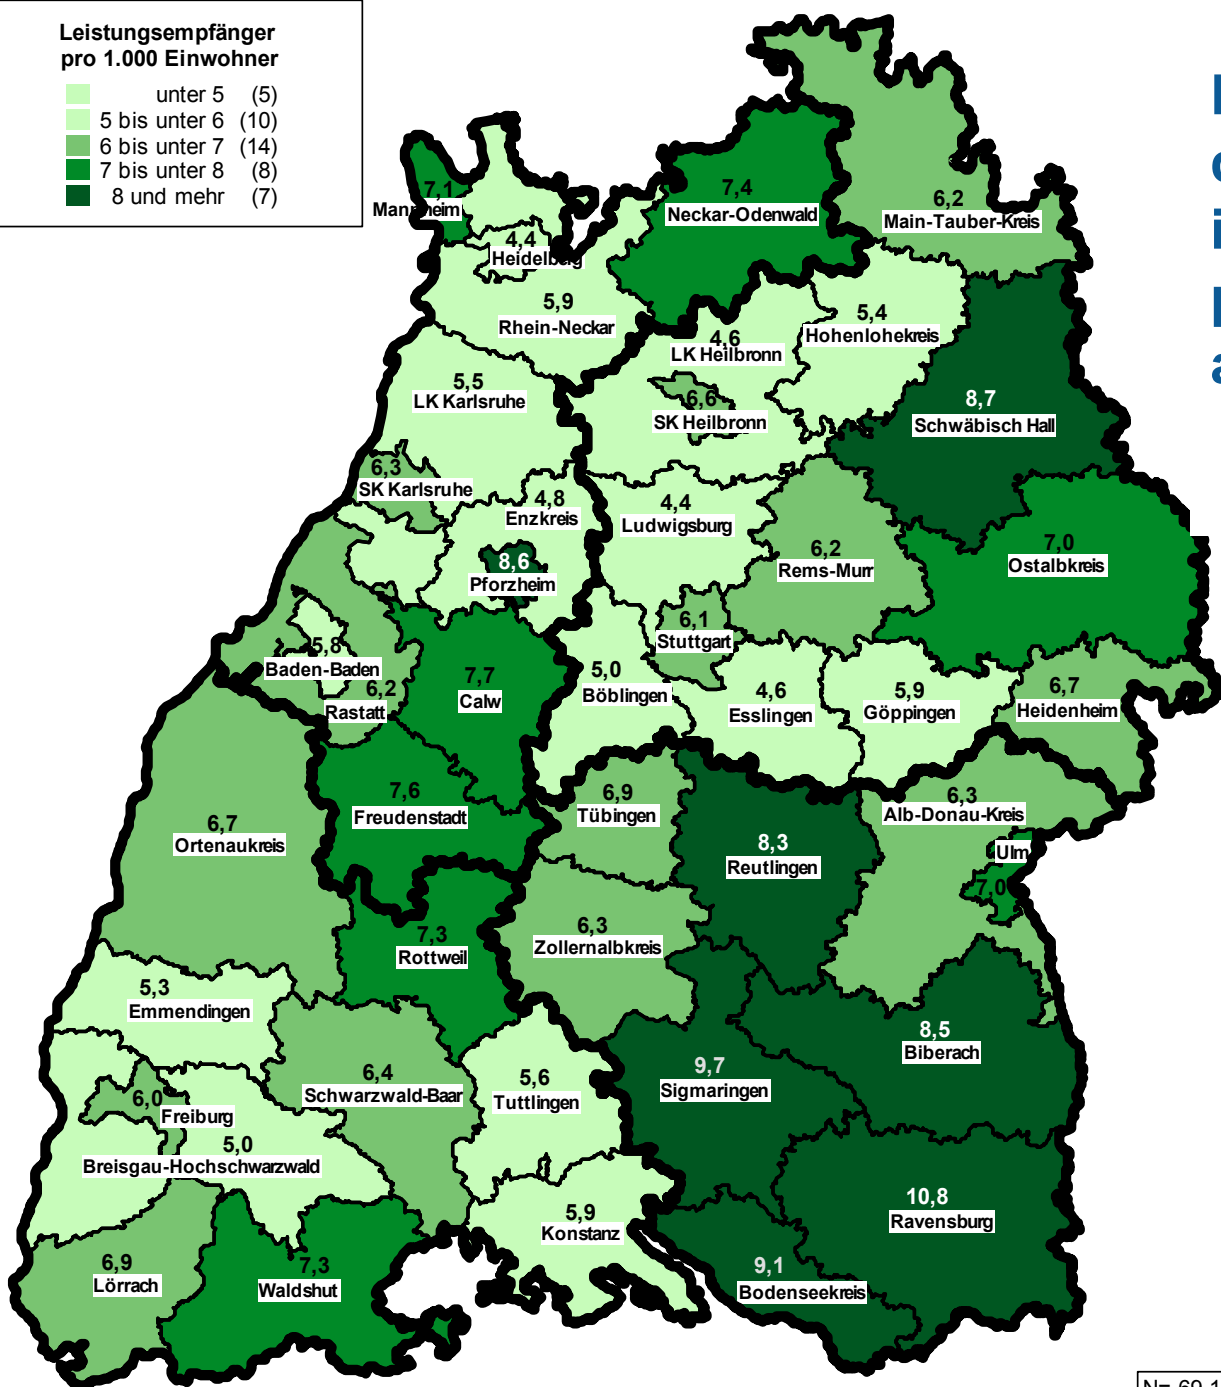 Leistungsempfänger
pro 1.000 Einwohner
unter 5 (5)
5 bis unter 6 (10)
6 bis unter 7 (14)
7 bis unter 8 (8)
8 und mehr (7)
7,1
Mannheim
7,4
Neckar-Odenwald
6,2
Main-Tauber-Kreis
4,4
Heidelberg
5,9
Rhein-Neckar
4,6
LK Heilbronn
5,4
Hohenlohekreis
5,5
LK Karlsruhe
6,6
SK Heilbronn
8,7
Schwäbisch Hall
6,3
SK Karlsruhe
4,8
Enzkreis
4,4
Ludwigsburg
6,2
Rems-Murr
7,0
Ostalbkreis
8,6
Pforzheim
6,1
Stuttgart
5,8
Baden-Baden
6,2
Rastatt
7,7
Calw
5,0
Böblingen
4,6
Esslingen
5,9
Göppingen
6,7
Heidenheim
7,6
Freudenstadt
6,9
Tübingen
6,3
Alb-Donau-Kreis
6,7
Ortenaukreis
8,3
Reutlingen
Ulm
7,0
7,3
Rottweil
6,3
Zollernalbkreis
5,3
Emmendingen
8,5
Biberach
6,4
Schwarzwald-Baar
5,6
Tuttlingen
9,7
Sigmaringen
6,0
Freiburg
5,0
Breisgau-Hochschwarzwald
10,8
Ravensburg
5,9
Konstanz
6,9
Lörrach
7,3
Waldshut
9,1
Bodenseekreis